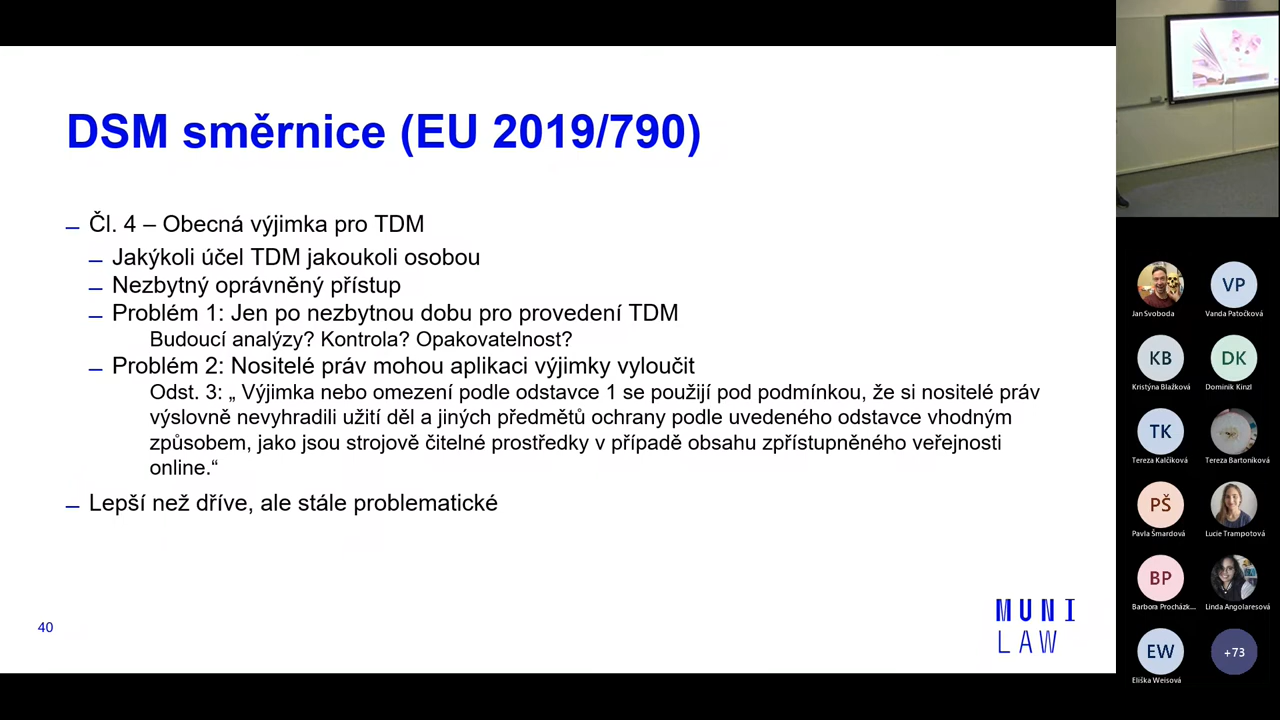 DSM směrnice (EU 2019/790)
– Čl. 4 – Obecná výjimka pro TDM
– Jakýkoli účel TDM jakoukoli osobou
– Nezbytný oprávněný přístup
– Problém 1: Jen po nezbytnou dobu pro provedení TDM
Budoucí analýzy? Kontrola? Opakovatelnost?
– Problém 2: Nositelé práv mohou aplikaci výjimky vyloučit
Odst. 3: „ Výjimka nebo omezení podle odstavce 1 se použijí pod podmínkou, že si nositelé práv
výslovně nevyhradili užití děl a jiných předmětů ochrany podle uvedeného odstavce vhodným
způsobem, jako jsou strojově čitelné prostředky v případě obsahu zpřístupněného veřejnosti
online.“
– Lepší než dříve, ale stále problematické
40
MUNI
LAW
Jan Svoboda
VP
Vanda Patočková
KB
Kristýna Blažková
DK
Dominik Kinzl
TK
Tereza Kalčíková
Tereza Bartoníková
PŠ
Pavla Šmardová
Lucie Trampotová
BP
Barbora Procházk...
Linda Angolaresová
EW
Eliška Weisová
+73